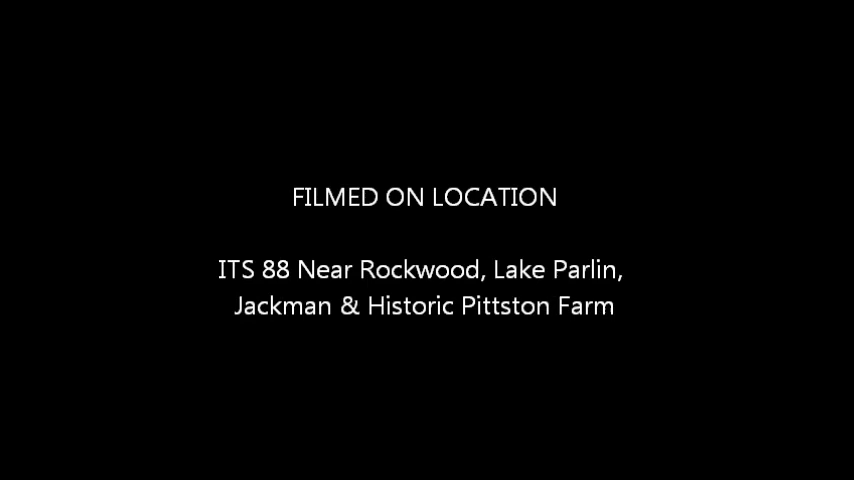 FILMED ON LOCATION
ITS 88 Near Rockwood, Lake Parlin,
Jackman & Historic Pittston Farm